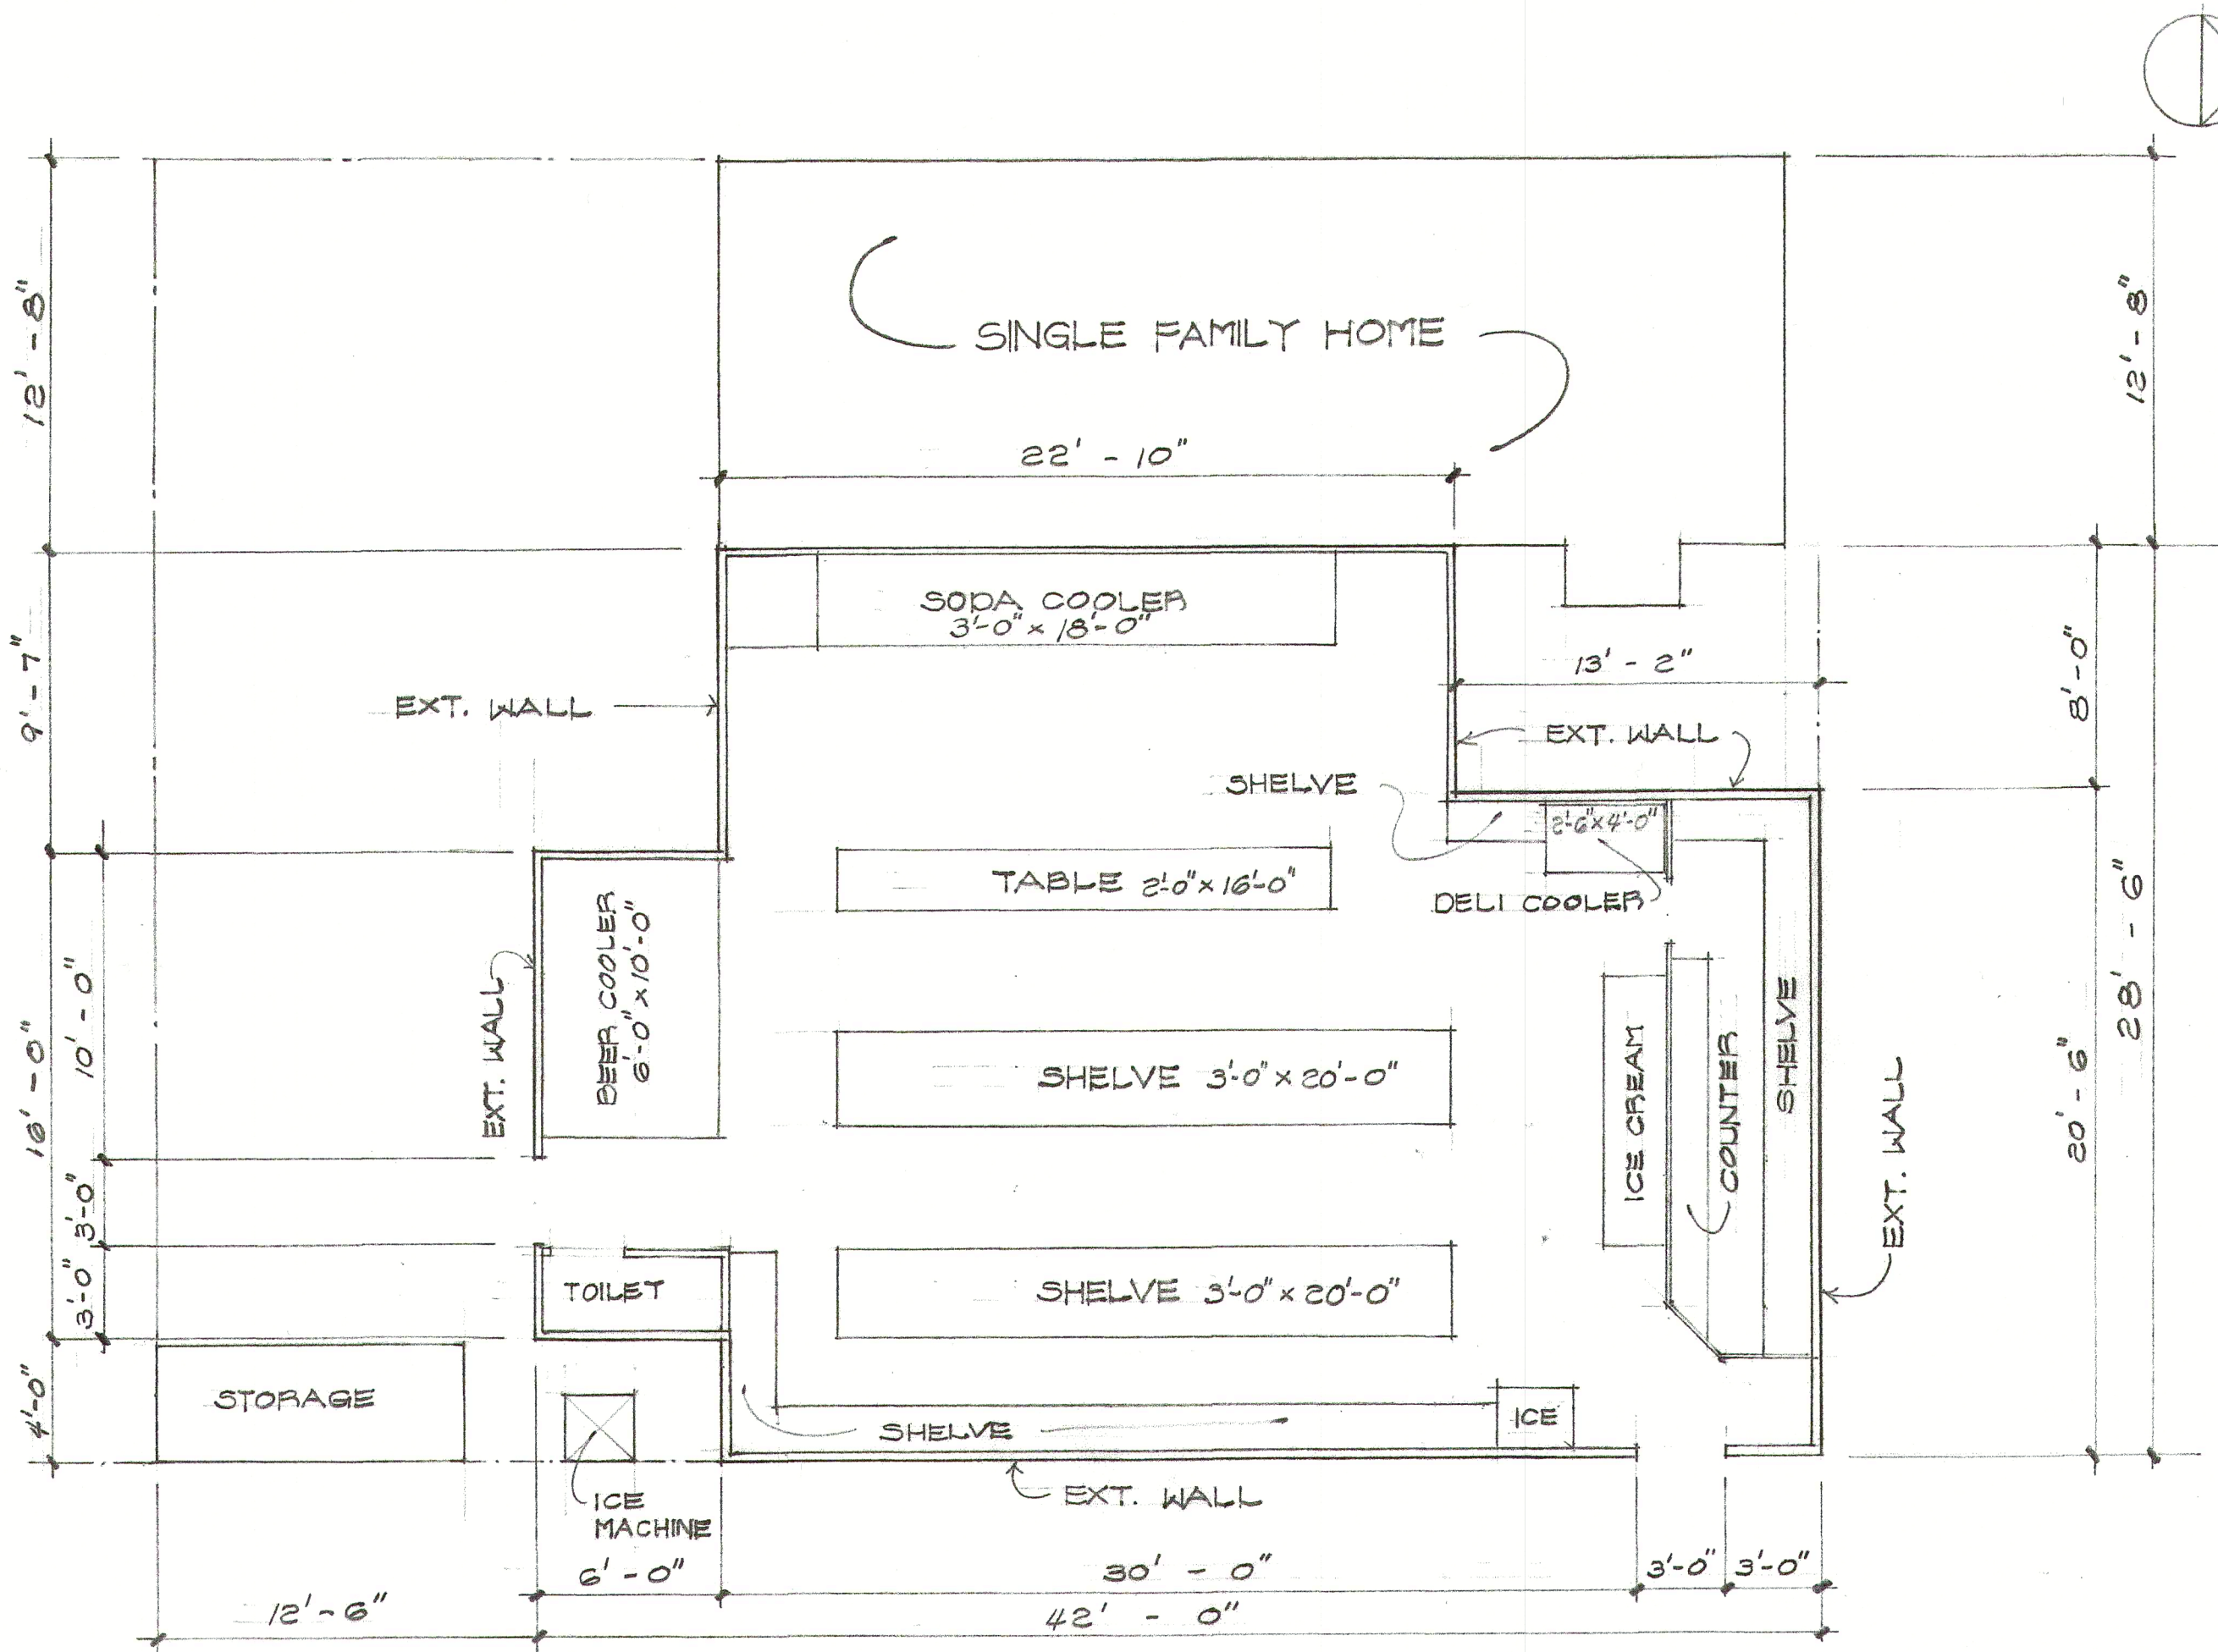 12'-8"
12'-8"
SINGLE FAMILY HOME
22'-10"
SODA COOLER
3'-0" x 18'-0"
9'-7"
13'-2"
8'-0"
EXT. WALL
EXT. WALL
SHELVE
2'-6" x 4'-0"
DELI COOLER
TABLE 2'-0" x 16'-0"
BEER COOLER
6'-0" x 10'-0"
EXT. WALL
16'-0"
10'-0"
3'-0"
3'-0"
4'-0"
SHELVE 3'-0" x 20'-0"
ICE CREAM
COUNTER
SHELVE
EXT. WALL
20'-6"
28'-6"
TOILET
SHELVE 3'-0" x 20'-0"
STORAGE
SHELVE
ICE
ICE
MACHINE
EXT. WALL
6'-0"
30'-0"
3'-0"
3'-0"
12'-6"
42'-0"